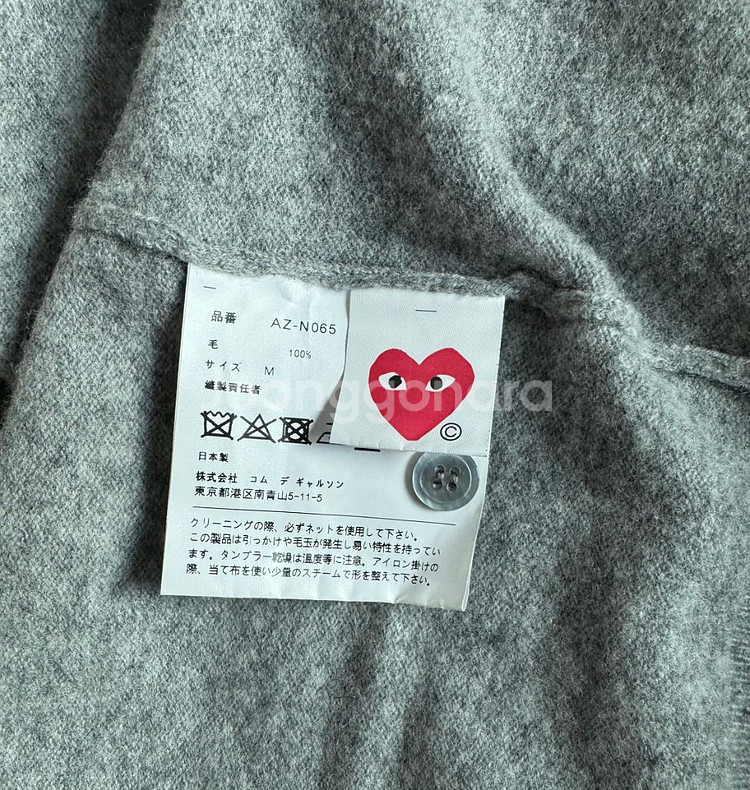 品番 AZ-N065
毛 100%
サイズ M
縫製責任者
日本製
株式会社 コム デ ギャルソン
東京都港区南青山5-11-5
クリーニングの際、必ずネットを使用して下さい。
この製品は引っかけや毛玉が発生し易い特性を持ってい
ます。タンブラー乾燥は温度等に注意。アイロン掛けの
際、当て布を使い少量のスチームで形を整えて下さい。
©